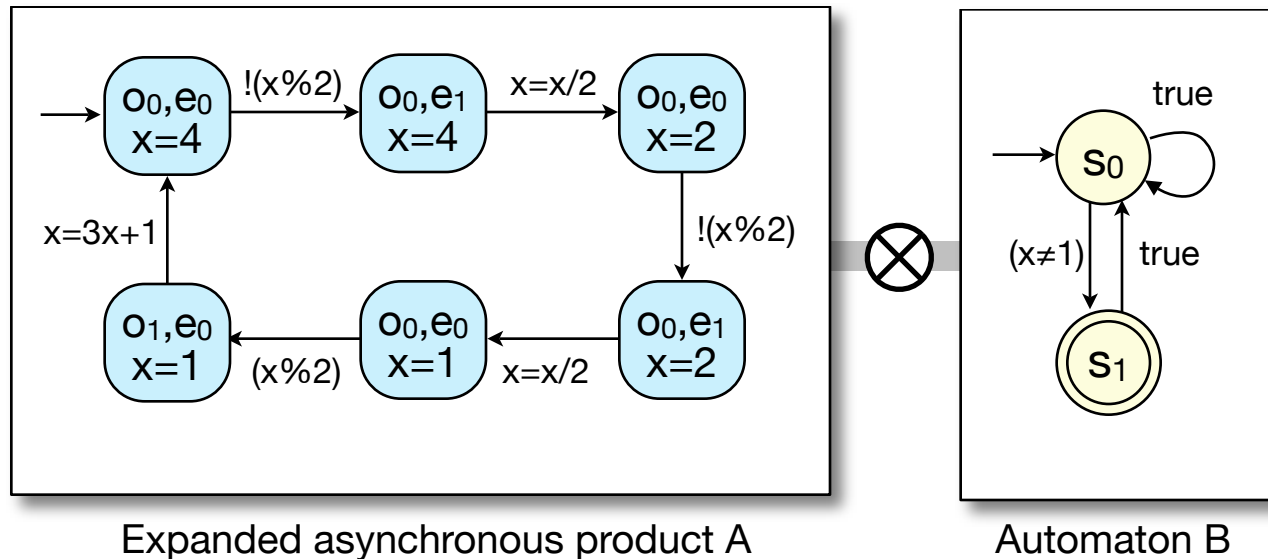 o₀,e₀
x=4
!(x%2)
o₀,e₁
x=4
x=x/2
o₀,e₀
x=2
!(x%2)
o₀,e₁
x=2
x=x/2
o₀,e₀
x=1
(x%2)
o₁,e₀
x=1
x=3x+1
true
s₀
(x≠1)
true
s₁
Expanded asynchronous product A
Automaton B